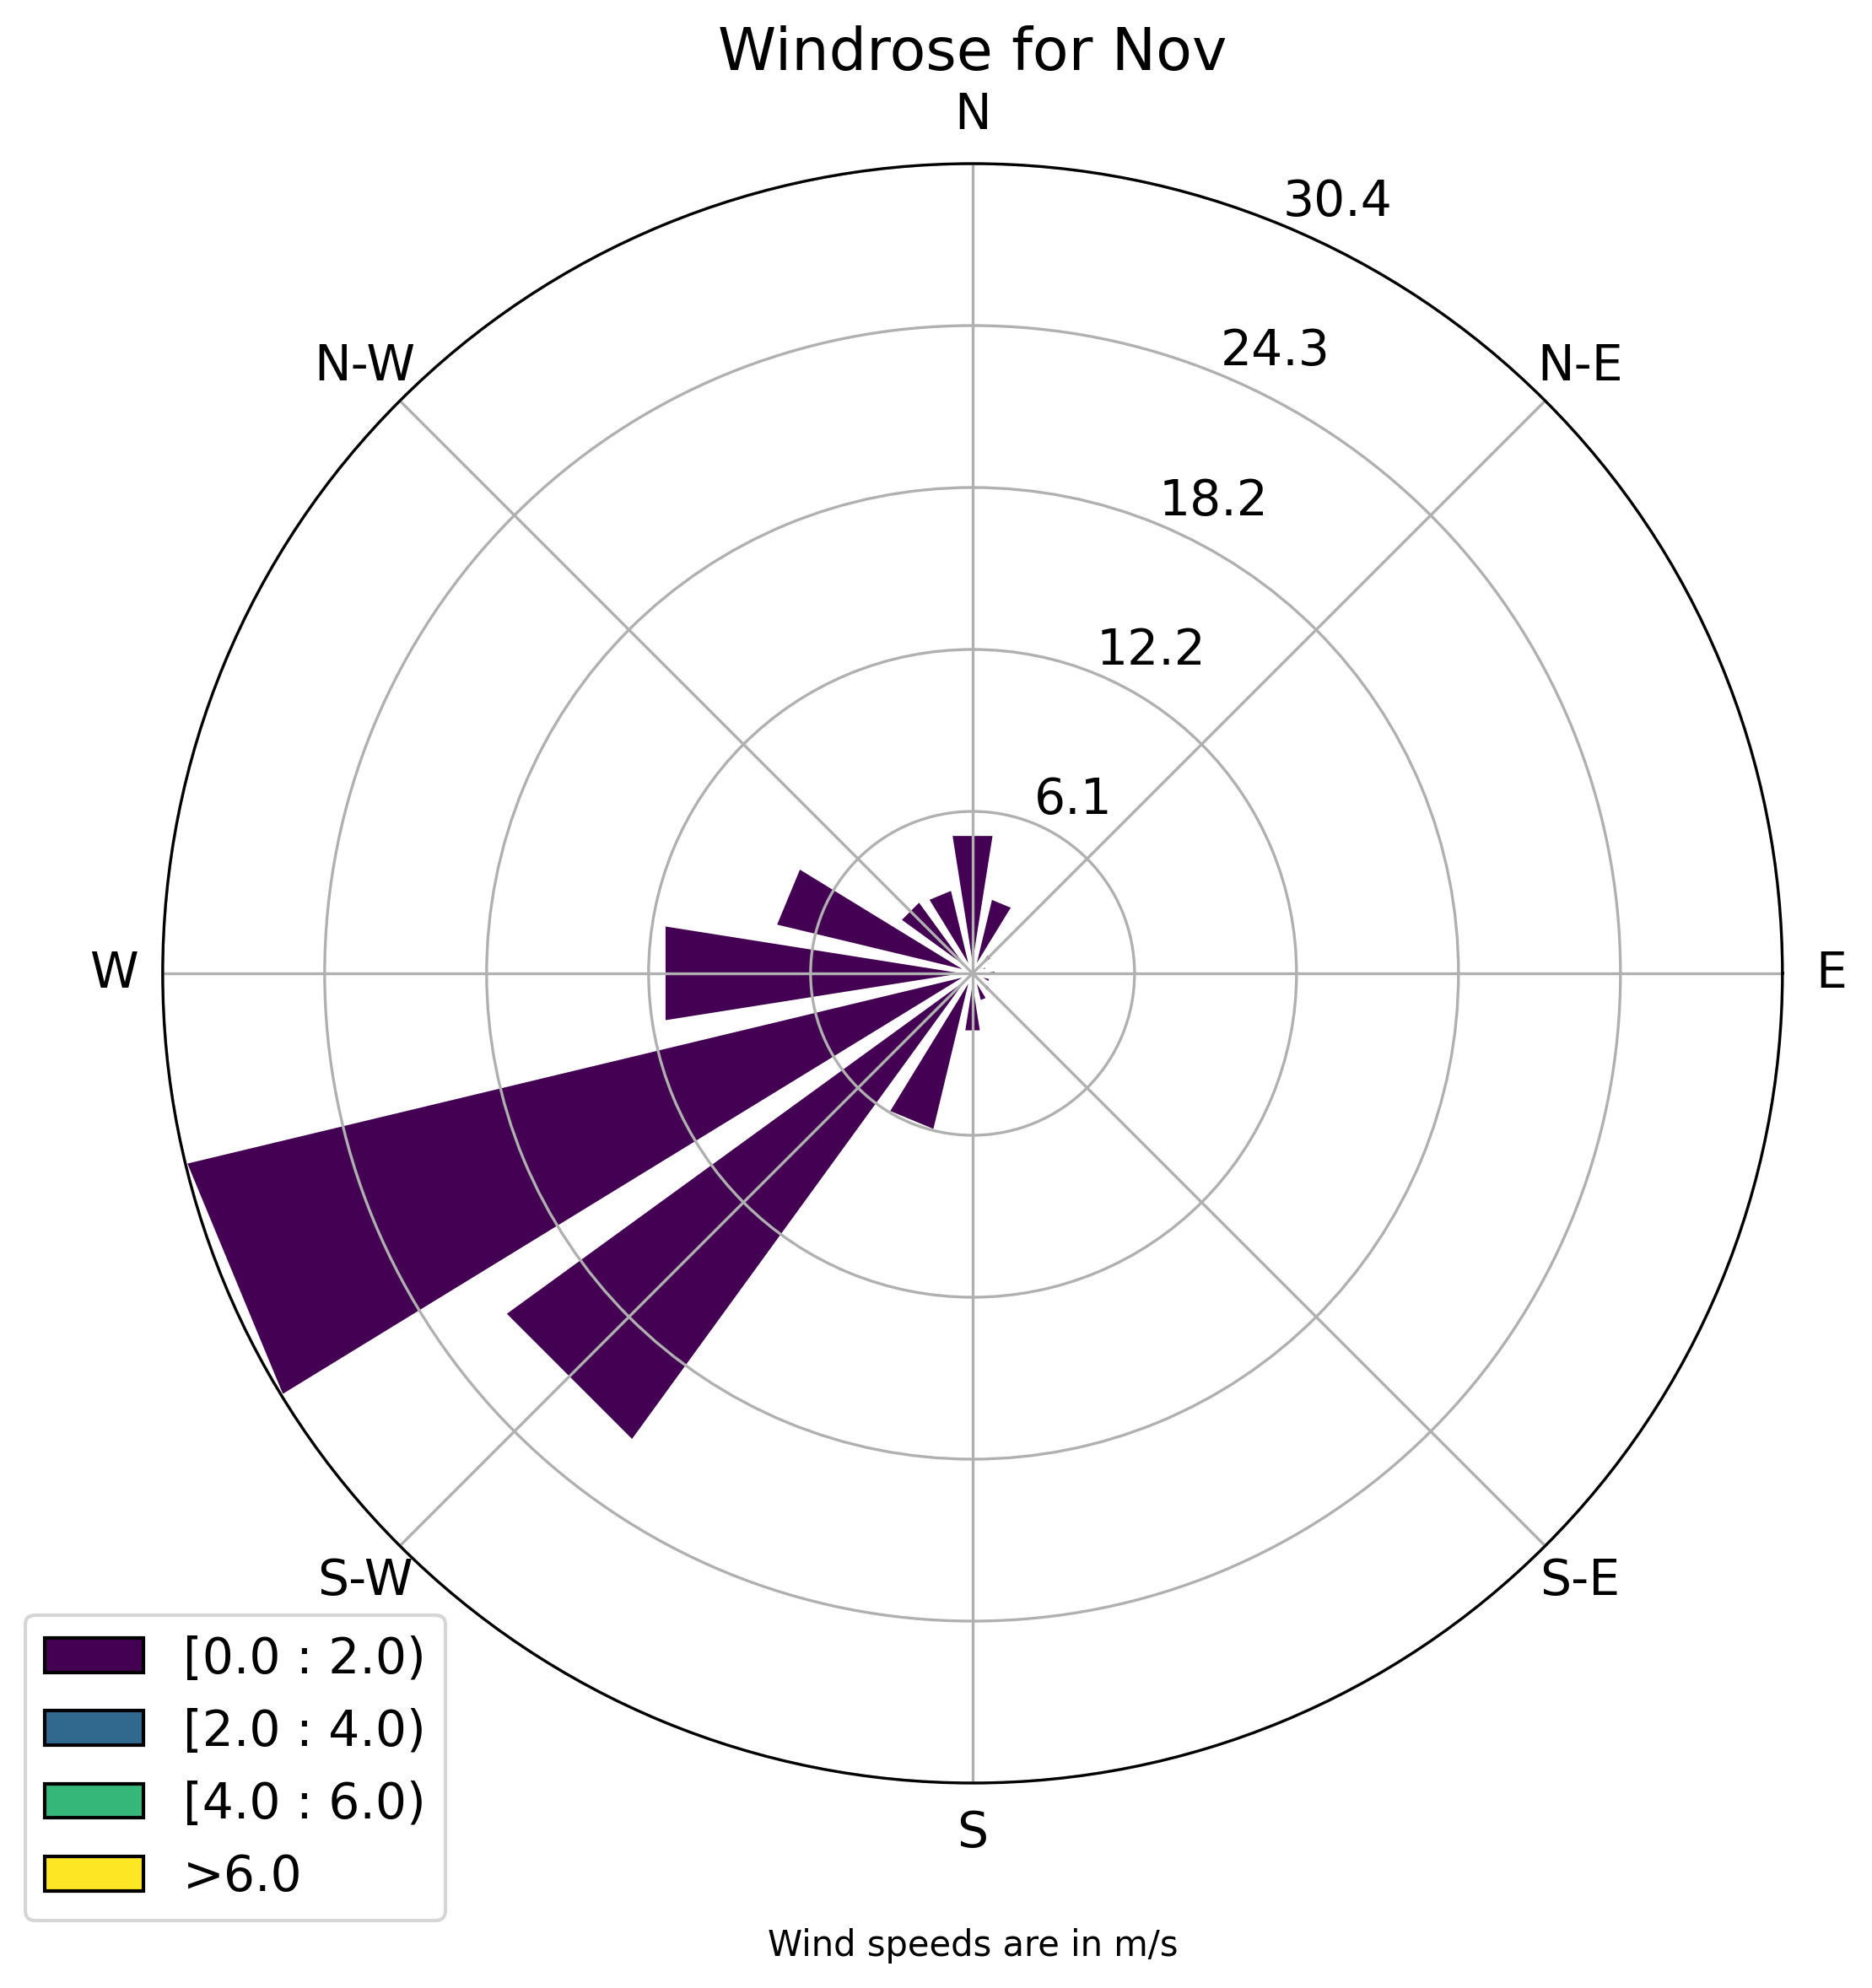 Windrose for Nov
N
30.4
24.3
N-W
N-E
18.2
12.2
6.1
W
E
S-W
S-E
[0.0 : 2.0)
[2.0 : 4.0)
[4.0 : 6.0)
S
>6.0
Wind speeds are in m/s